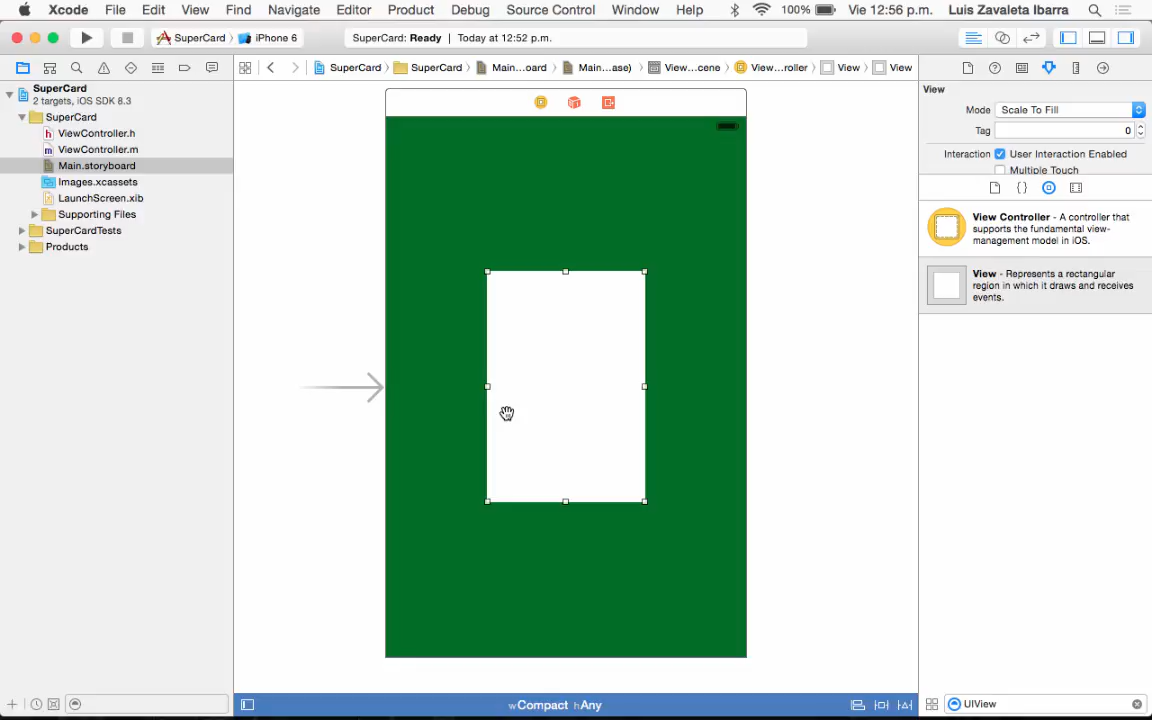 Xcode File Edit View Find Navigate Editor Product Debug Source Control Window Help 100% Vie 12:56 p.m. Luis Zavaleta Ibarra
SuperCard iPhone 6 SuperCard: Ready Today at 12:52 p.m.
SuperCard SuperCard Main...oard Main...ase) View...cene View...roller View View
SuperCard
2 targets, iOS SDK 8.3
SuperCard
h ViewController.h
m ViewController.m
Main.storyboard
Images.xcassets
LaunchScreen.xib
Supporting Files
SuperCardTests
Products
View
Mode Scale To Fill
Tag 0
Interaction User Interaction Enabled
Multiple Touch
View Controller - A controller that
supports the fundamental view-
management model in iOS.
View - Represents a rectangular
region in which it draws and receives
events.
wCompact hAny
UIView